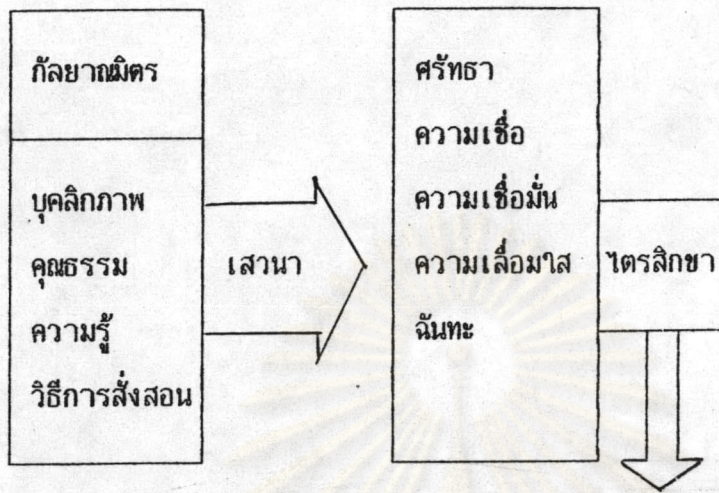 กัลยาณมิตร
บุคลิกภาพ
คุณธรรม
ความรู้
วิธีการสั่งสอน
เสวนา
ศรัทธา
ความเชื่อ
ความเชื่อมั่น
ความเลื่อมใส
ฉันทะ
ไตรสิกขา